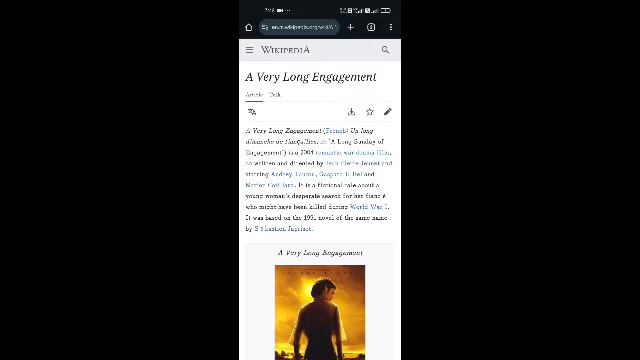 en.m.wikipedia.org/wiki/A
WIKIPEDIA
A Very Long Engagement
Article Talk
A Very Long Engagement (French: Un long
dimanche de fiançailles, lit. 'A Long Sunday of
Engagement') is a 2004 romantic war drama film,
co-written and directed by Jean-Pierre Jeunet and
starring Audrey Tautou, Gaspard Ulliel and
Marion Cotillard. It is a fictional tale about a
young woman's desperate search for her fiancé
who might have been killed during World War I.
It was based on the 1991 novel of the same name
by Sébastien Japrisot.
A Very Long Engagement